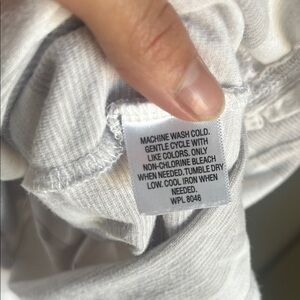 MACHINE WASH COLD.
GENTLE CYCLE WITH
LIKE COLORS. ONLY
NON-CHLORINE BLEACH
WHEN NEEDED. TUMBLE DRY
LOW. COOL IRON WHEN
NEEDED.
WPL 8046